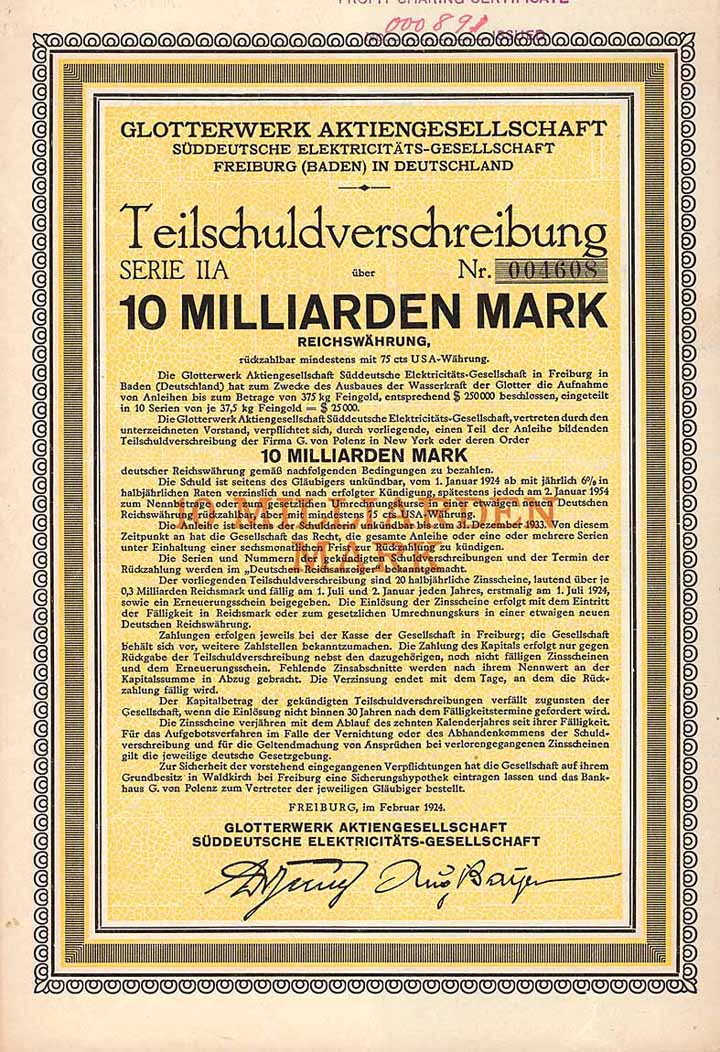 PROFIT SHARING CERTIFICATE
000898 ISSUED
GLOTTERWERK AKTIENGESELLSCHAFT
SÜDDEUTSCHE ELEKTRICITÄTS-GESELLSCHAFT
FREIBURG (BADEN) IN DEUTSCHLAND
Teilschuldverschreibung
SERIE IIA über Nr. 004608
10 MILLIARDEN MARK
REICHSWÄHRUNG,
rückzahlbar mindestens mit 75 cts USA-Währung.
Die Glotterwerk Aktiengesellschaft Süddeutsche Elektricitäts-Gesellschaft in Freiburg in
Baden (Deutschland) hat zum Zwecke des Ausbaues der Wasserkraft der Glotter die Aufnahme
von Anleihen bis zum Betrage von 375 kg Feingold, entsprechend $ 250000 beschlossen, eingeteilt
in 10 Serien von je 37,5 kg Feingold = $ 25000.
Die Glotterwerk Aktiengesellschaft Süddeutsche Elektricitäts-Gesellschaft, vertreten durch den
unterzeichneten Vorstand, verpflichtet sich, durch vorliegende, einen Teil der Anleihe bildenden
Teilschuldverschreibung der Firma G. von Polenz in New York oder deren Order
10 MILLIARDEN MARK
deutscher Reichswährung gemäß nachfolgenden Bedingungen zu bezahlen.
Die Schuld ist seitens des Gläubigers unkündbar, vom 1. Januar 1924 ab mit jährlich 6% in
halbjährlichen Raten verzinslich und nach erfolgter Kündigung, spätestens jedoch am 2. Januar 1954
zum Nennbetrage oder zum gesetzlichen Umrechnungskurse in einer etwaigen neuen Deutschen
Reichswährung rückzahlbar, aber mit mindestens 75 cts USA-Währung.
10 MILLIARDEN
MARK
Die Anleihe ist seitens der Schuldnerin unkündbar bis zum 31. Dezember 1933. Von diesem
Zeitpunkt an hat die Gesellschaft das Recht, die gesamte Anleihe oder eine oder mehrere Serien
unter Einhaltung einer sechsmonatlichen Frist zur Rückzahlung zu kündigen.
Die Serien und Nummern der gekündigten Schuldverschreibungen und der Termin der
Rückzahlung werden im „Deutschen Reichsanzeiger“ bekanntgemacht.
Der vorliegenden Teilschuldverschreibung sind 20 halbjährliche Zinsscheine, lautend über je
0,3 Milliarden Reichsmark und fällig am 1. Juli und 2. Januar jeden Jahres, erstmalig am 1. Juli 1924,
sowie ein Erneuerungsschein beigegeben. Die Einlösung der Zinsscheine erfolgt mit dem Eintritt
der Fälligkeit in Reichsmark oder zum gesetzlichen Umrechnungskurs in einer etwaigen neuen
Deutschen Reichswährung.
Zahlungen erfolgen jeweils bei der Kasse der Gesellschaft in Freiburg; die Gesellschaft
behält sich vor, weitere Zahlstellen bekanntzumachen. Die Zahlung des Kapitals erfolgt nur gegen
Rückgabe der Teilschuldverschreibung nebst den dazugehörigen, noch nicht fälligen Zinsscheinen
und dem Erneuerungsschein. Fehlende Zinsabschnitte werden nach ihrem Nennwert an der
Kapitalssumme in Abzug gebracht. Die Verzinsung endet mit dem Tage, an dem die Rück-
zahlung fällig wird.
Der Kapitalbetrag der gekündigten Teilschuldverschreibungen verfällt zugunsten der
Gesellschaft, wenn die Einlösung nicht binnen 30 Jahren nach dem Fälligkeitstermine gefordert wird.
Die Zinsscheine verjähren mit dem Ablauf des zehnten Kalenderjahres seit ihrer Fälligkeit.
Für das Aufgebotsverfahren im Falle der Vernichtung oder des Abhandenkommens der Schuld-
verschreibung und für die Geltendmachung von Ansprüchen bei verlorengegangenen Zinsscheinen
gilt die jeweilige deutsche Gesetzgebung.
Zur Sicherheit der vorstehend eingegangenen Verpflichtungen hat die Gesellschaft auf ihrem
Grundbesitz in Waldkirch bei Freiburg eine Sicherungshypothek eintragen lassen und das Bank-
haus G. von Polenz zum Vertreter der jeweiligen Gläubiger bestellt.
FREIBURG, im Februar 1924.
GLOTTERWERK AKTIENGESELLSCHAFT
SÜDDEUTSCHE ELEKTRICITÄTS-GESELLSCHAFT